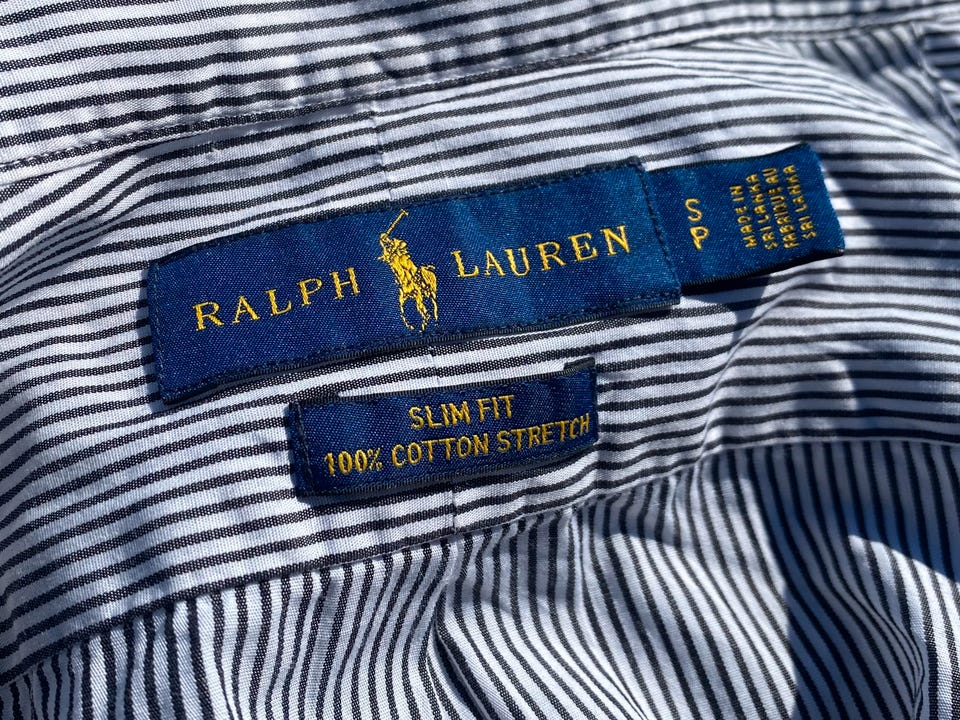 RALPH LAUREN
S
P
MADE IN
SRI LANKA
FABRIQUE AU
SRI LANKA
SLIM FIT
100% COTTON STRETCH